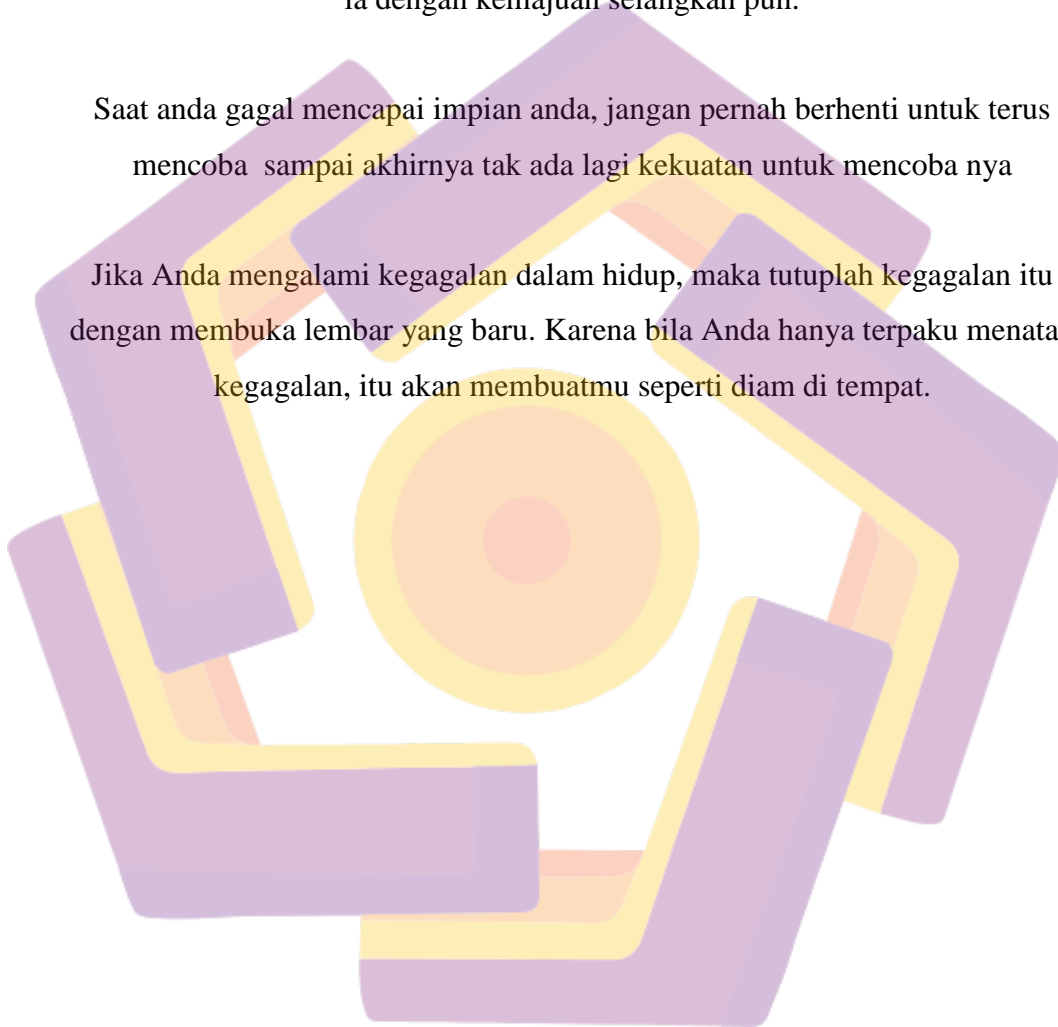 ia dengan kemajuan selangkah pun.
Saat anda gagal mencapai impian anda, jangan pernah berhenti untuk terus
mencoba  sampai akhirnya tak ada lagi kekuatan untuk mencoba nya
Jika Anda mengalami kegagalan dalam hidup, maka tutuplah kegagalan itu
dengan membuka lembar yang baru. Karena bila Anda hanya terpaku menata
kegagalan, itu akan membuatmu seperti diam di tempat.